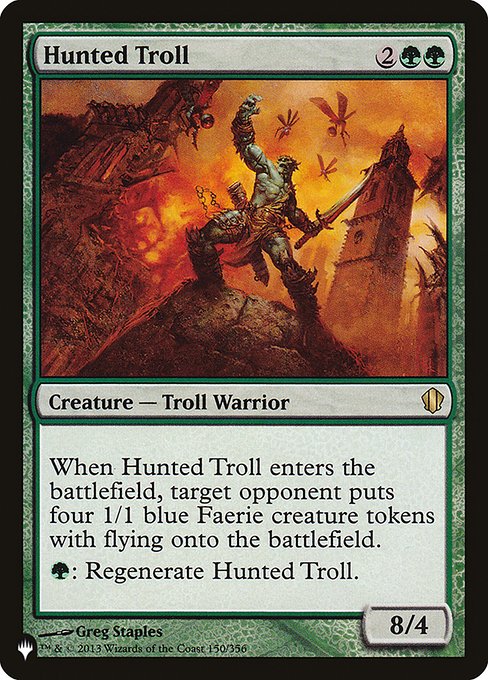 Hunted Troll 2
Creature — Troll Warrior
When Hunted Troll enters the
battlefield, target opponent puts
four 1/1 blue Faerie creature tokens
with flying onto the battlefield.
: Regenerate Hunted Troll.
8/4
Greg Staples
™ & © 2013 Wizards of the Coast 150/356